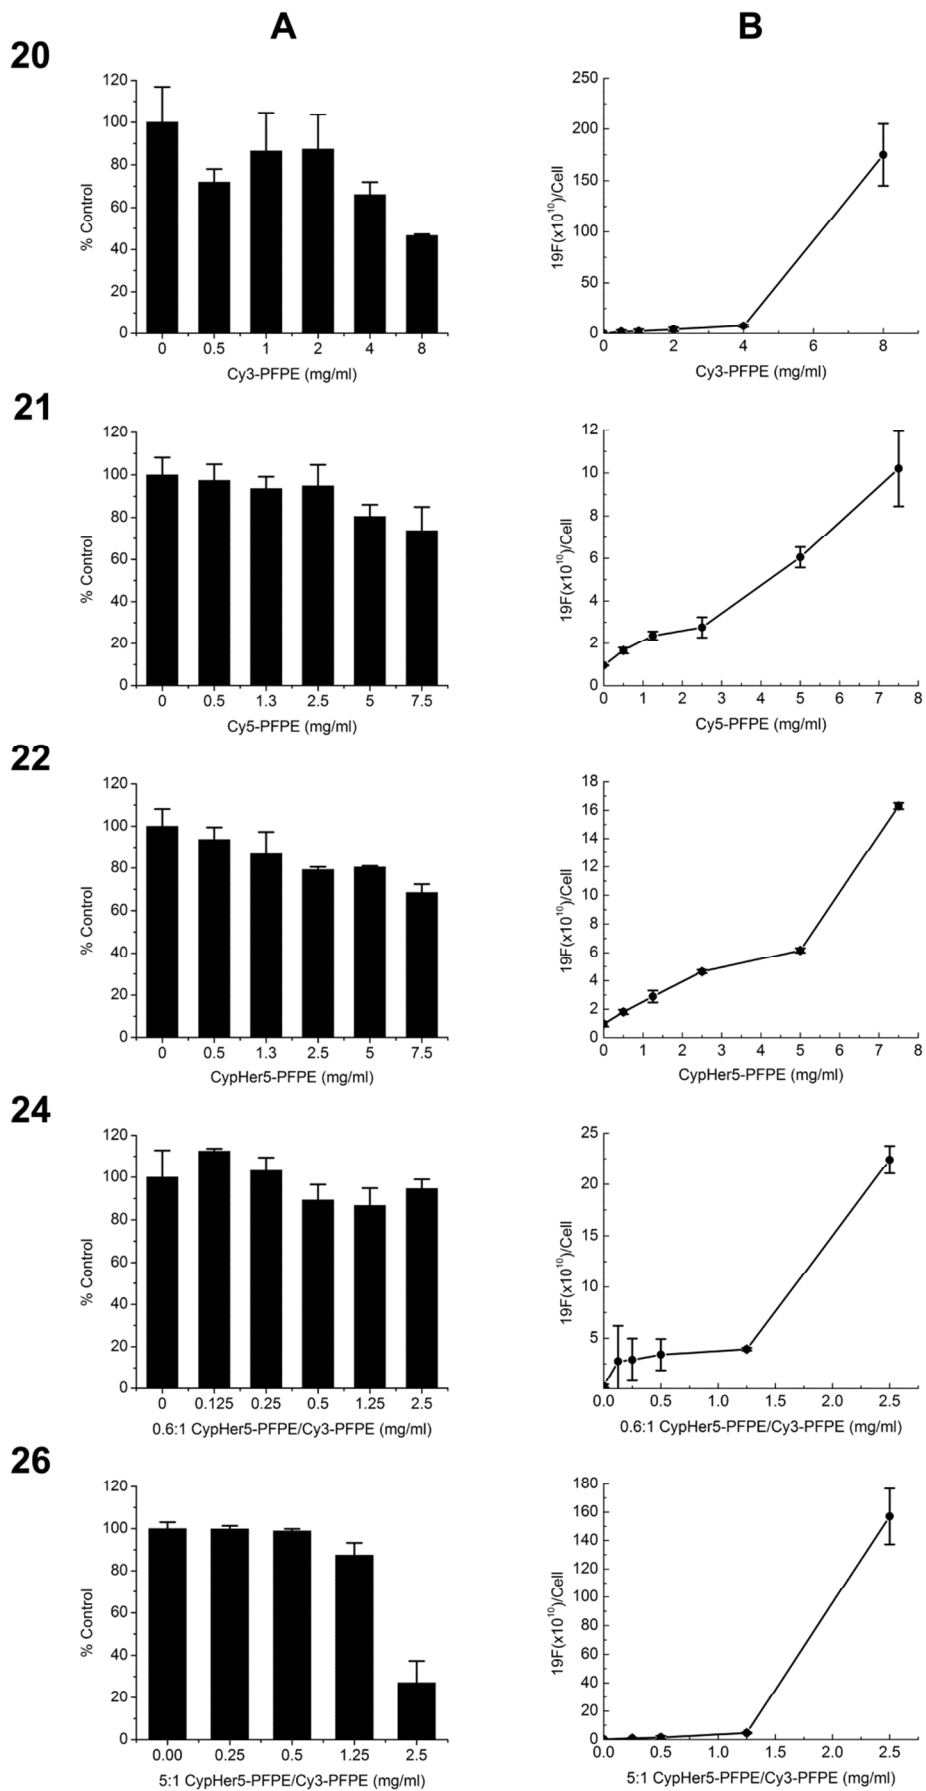 A
B
20
% Control
120
100
80
60
40
20
0
0 0.5 1 2 4 8
Cy3-PFPE (mg/ml)
19F(x10¹⁰)/Cell
250
200
150
100
50
0
0 2 4 6 8
Cy3-PFPE (mg/ml)
21
% Control
120
100
80
60
40
20
0
0 0.5 1.3 2.5 5 7.5
Cy5-PFPE (mg/ml)
19F(x10¹⁰)/Cell
12
10
8
6
4
2
0
0 1 2 3 4 5 6 7 8
Cy5-PFPE (mg/ml)
22
% Control
120
100
80
60
40
20
0
0 0.5 1.3 2.5 5 7.5
CypHer5-PFPE (mg/ml)
19F(x10¹⁰)/Cell
18
16
14
12
10
8
6
4
2
0
0 1 2 3 4 5 6 7 8
CypHer5-PFPE (mg/ml)
24
% Control
120
100
80
60
40
20
0
0 0.125 0.25 0.5 1.25 2.5
0.6:1 CypHer5-PFPE/Cy3-PFPE (mg/ml)
19F(x10¹⁰)/Cell
25
20
15
10
5
0.0 0.5 1.0 1.5 2.0 2.5
0.6:1 CypHer5-PFPE/Cy3-PFPE (mg/ml)
26
% Control
120
100
80
60
40
20
0
0.00 0.25 0.5 1.25 2.5
5:1 CypHer5-PFPE/Cy3-PFPE (mg/ml)
19F(x10¹⁰)/Cell
180
160
140
120
100
80
60
40
20
0
0.0 0.5 1.0 1.5 2.0 2.5
5:1 CypHer5-PFPE/Cy3-PFPE (mg/ml)